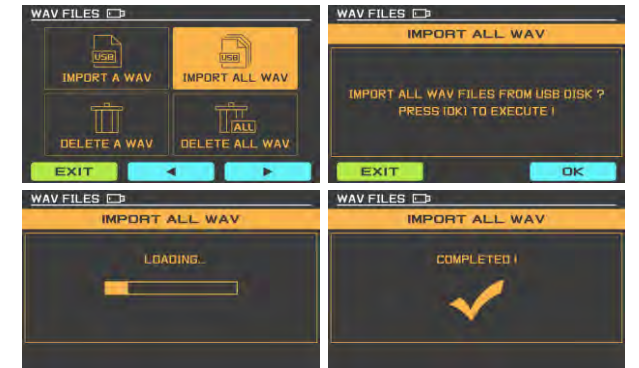 WAV FILES
USB
USB
IMPORT A WAV
IMPORT ALL WAV
ALL
DELETE A WAV
DELETE ALL WAV
EXIT
WAV FILES
IMPORT ALL WAV
IMPORT ALL WAV FILES FROM USB DISK ?
PRESS [OK] TO EXECUTE !
EXIT
OK
WAV FILES
IMPORT ALL WAV
LOADING...
WAV FILES
IMPORT ALL WAV
COMPLETED !